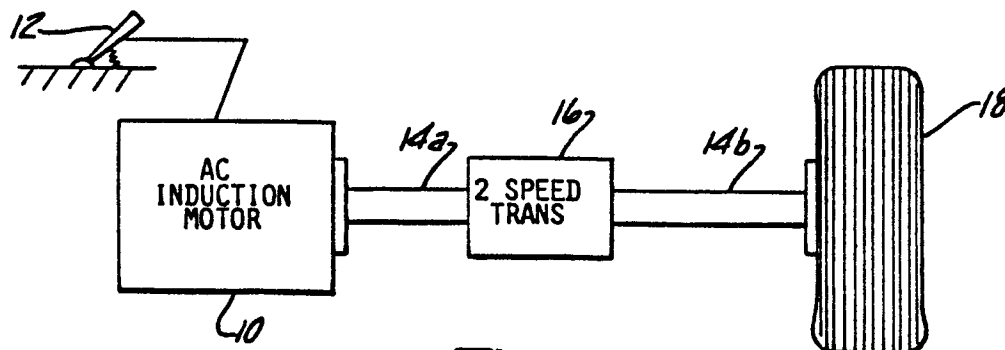 12
16
14a
14b
18
AC
INDUCTION
MOTOR
2 SPEED
TRANS
10